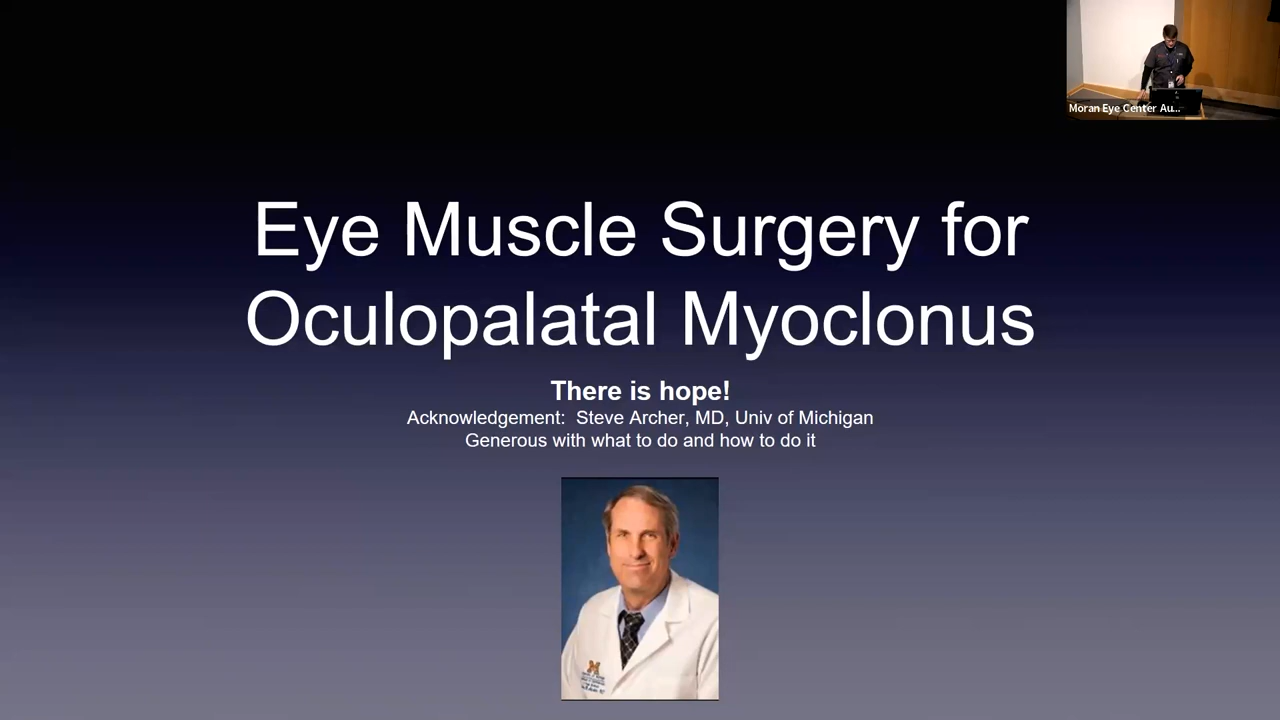 Moran Eye Center Au...
Eye Muscle Surgery for
Oculopalatal Myoclonus
There is hope!
Acknowledgement:  Steve Archer, MD, Univ of Michigan
Generous with what to do and how to do it
M